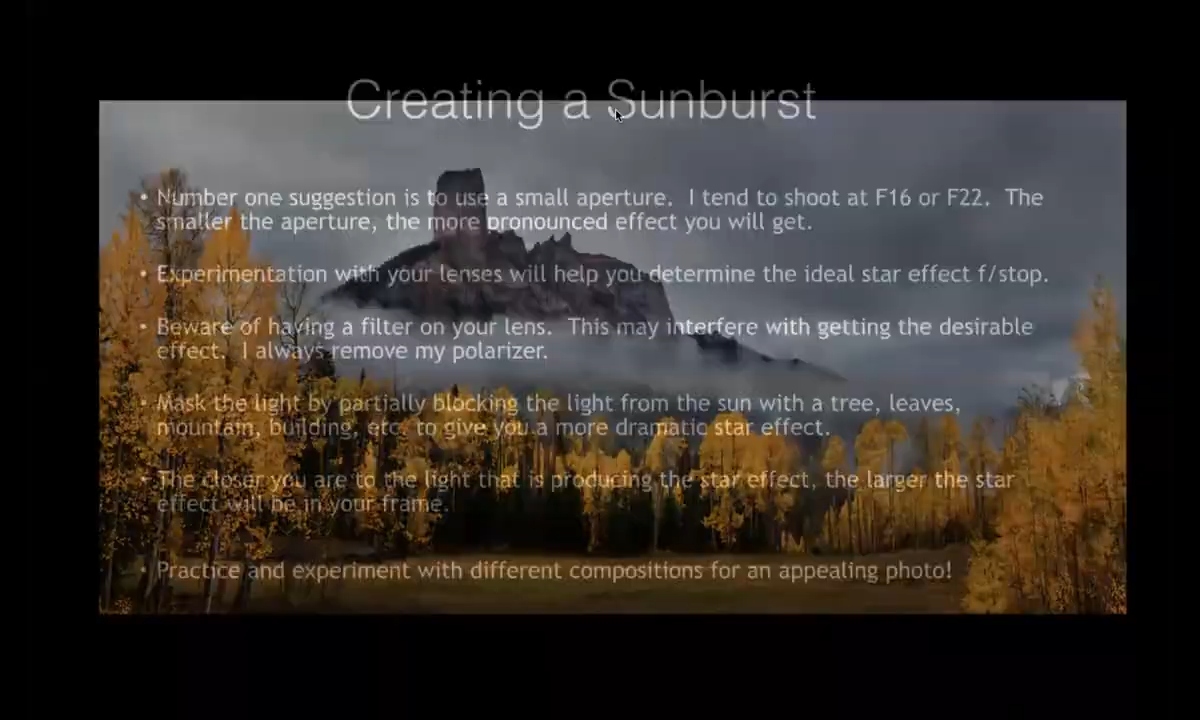 Creating a Sunburst
• Number one suggestion is to use a small aperture.  I tend to shoot at F16 or F22.  The
smaller the aperture, the more pronounced effect you will get.
• Experimentation with your lenses will help you determine the ideal star effect f/stop.
• Beware of having a filter on your lens.  This may interfere with getting the desirable
effect.  I always remove my polarizer.
• Mask the light by partially blocking the light from the sun with a tree, leaves,
mountain, building, etc. to give you a more dramatic star effect.
• The closer you are to the light that is producing the star effect, the larger the star
effect will be in your frame.
• Practice and experiment with different compositions for an appealing photo!